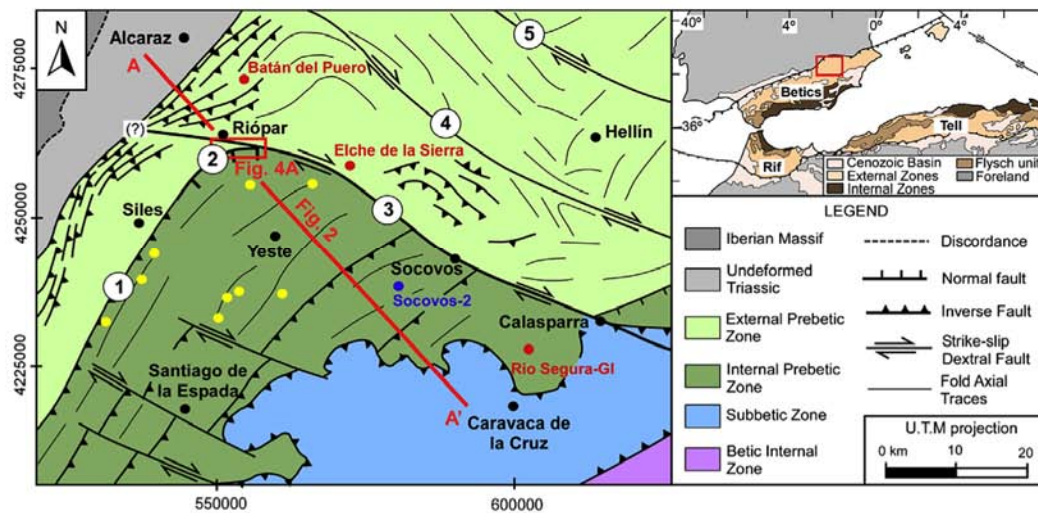 N
Alcaraz
A
Batán del Puero
(?)
Riópar
2
Fig. 4A
Elche de la Sierra
5
4
Hellín
3
Siles
Fig. 2
Yeste
1
Socovos
Socovos-2
Calasparra
Rio Segura-GI
Santiago de
la Espada
A'
Caravaca de
la Cruz
4275000
4250000
4225000
550000
600000
40°
4°
0°
4°
36°
Betics
Tell
Rif
Cenozoic Basin
External Zones
Internal Zones
Flysch unit
Foreland
LEGEND
Iberian Massif
Undeformed
Triassic
External Prebetic
Zone
Internal Prebetic
Zone
Subbetic Zone
Betic Internal
Zone
Discordance
Normal fault
Inverse Fault
Strike-slip
Dextral Fault
Fold Axial
Traces
U.T.M projection
0 km
10
20